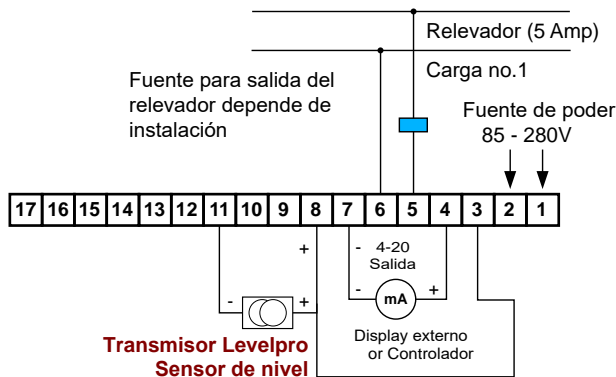 Relevador (5 Amp)
Carga no.1
Fuente para salida del
relevador depende de
instalación
Fuente de poder
85 - 280V
17 16 15 14 13 12 11 10 9 8 7 6 5 4 3 2 1
+ - 4-20 +
Salida
- + - mA +
Transmisor Levelpro
Sensor de nivel
Display externo
or Controlador